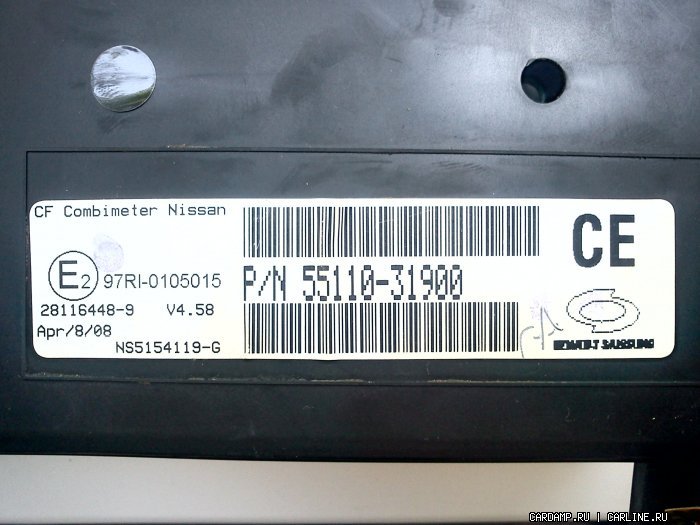 CF Combimeter Nissan
E2 97RI-0105015
28116448-9 V4.58
Apr/8/08
NS5154119-G
P/N 55110-31900
CE
RENAULT SAMSUNG
CARDAMP.RU | CARLINE.RU